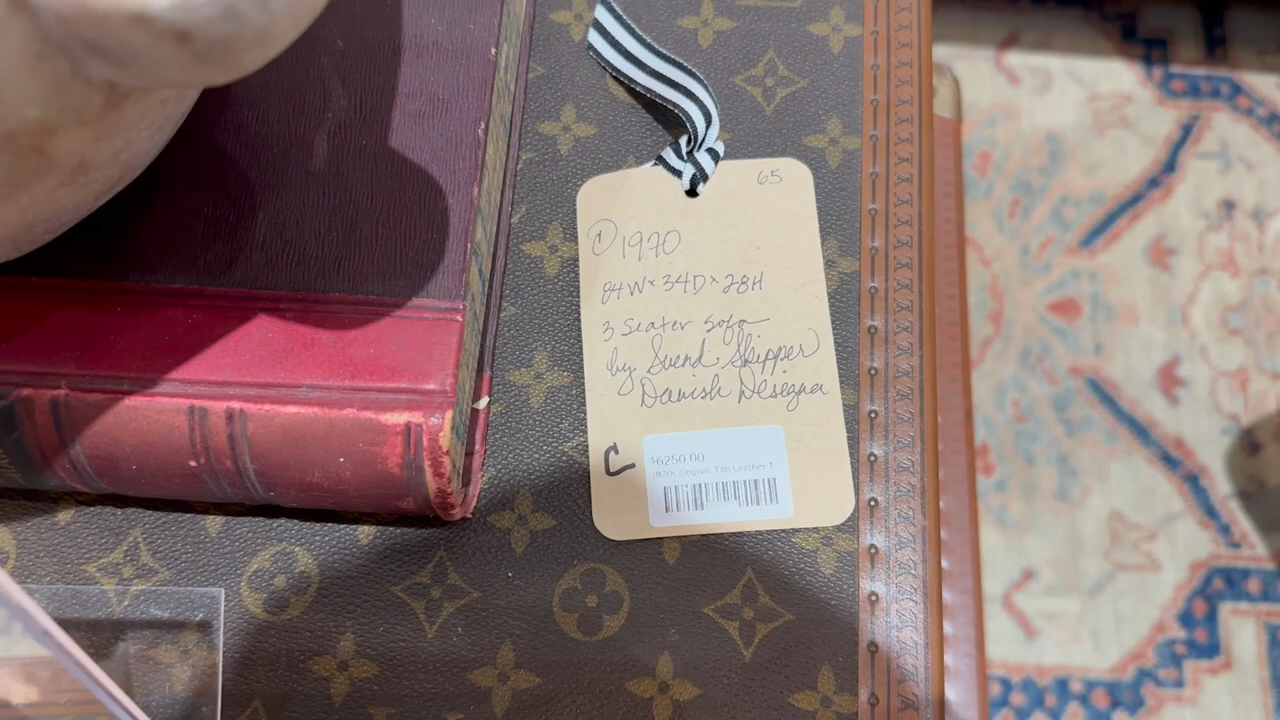 65
C 1970
84W x 34D x 28H
3 Seater Sofa
by Svend Skipper
Danish Designer
C
$6250.00
1970s Cognac Tan Leather T